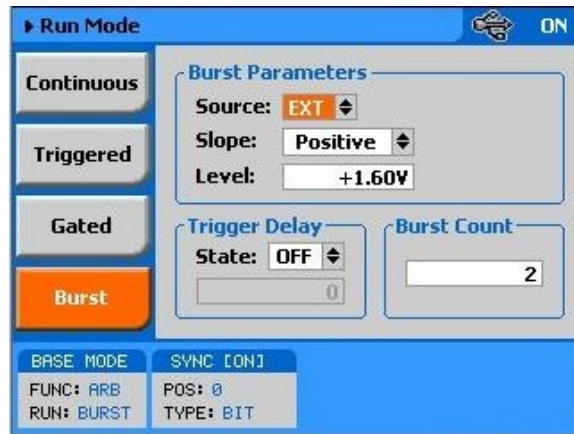 Run Mode
ON
Continuous
Triggered
Gated
Burst
Burst Parameters
Source: EXT
Slope: Positive
Level: +1.60V
Trigger Delay
State: OFF
0
Burst Count
2
BASE MODE
FUNC: ARB
RUN: BURST
SYNC [ON]
POS: 0
TYPE: BIT